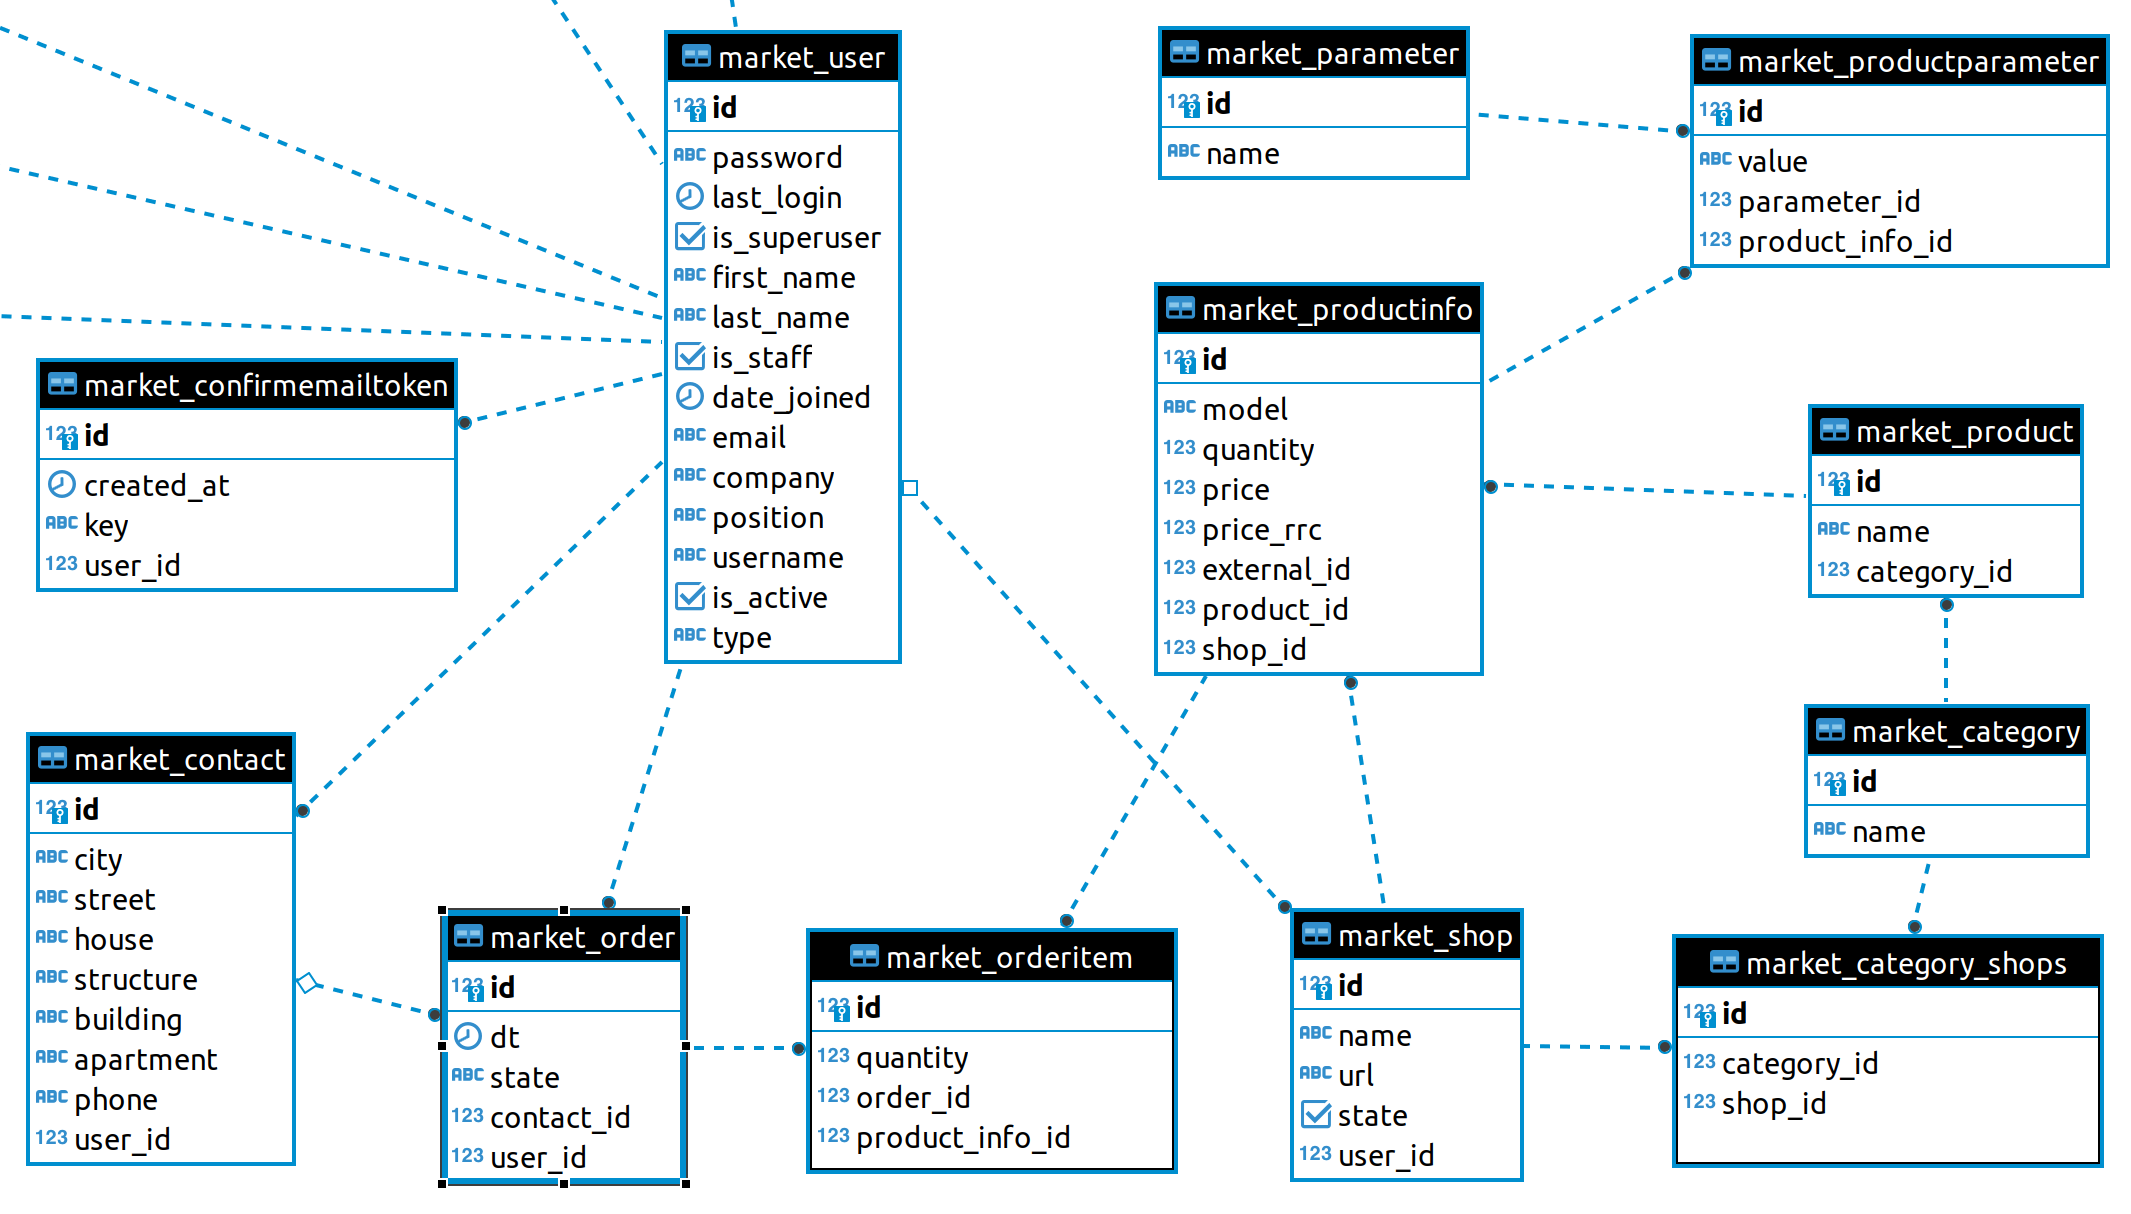 market_user
123 id
ABC password
last_login
is_superuser
ABC first_name
ABC last_name
is_staff
date_joined
ABC email
ABC company
ABC position
ABC username
is_active
ABC type
market_parameter
123 id
ABC name
market_productparameter
123 id
ABC value
123 parameter_id
123 product_info_id
market_confirmemailtoken
123 id
created_at
ABC key
123 user_id
market_productinfo
123 id
ABC model
123 quantity
123 price
123 price_rrc
123 external_id
123 product_id
123 shop_id
market_product
123 id
ABC name
123 category_id
market_category
123 id
ABC name
market_contact
123 id
ABC city
ABC street
ABC house
ABC structure
ABC building
ABC apartment
ABC phone
123 user_id
market_order
123 id
dt
ABC state
123 contact_id
123 user_id
market_orderitem
123 id
123 quantity
123 order_id
123 product_info_id
market_shop
123 id
ABC name
ABC url
state
123 user_id
market_category_shops
123 id
123 category_id
123 shop_id